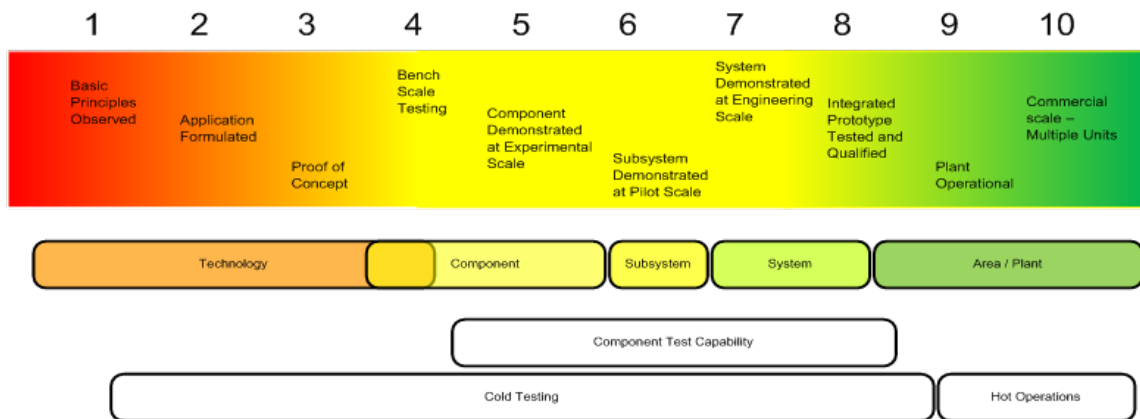 1 2 3 4 5 6 7 8 9 10
Basic
Principles
Observed
Application
Formulated
Proof of
Concept
Bench
Scale
Testing
Component
Demonstrated
at Experimental
Scale
Subsystem
Demonstrated
at Pilot Scale
System
Demonstrated
at Engineering
Scale
Integrated
Prototype
Tested and
Qualified
Plant
Operational
Commercial
scale –
Multiple Units
Technology
Component
Subsystem
System
Area / Plant
Component Test Capability
Cold Testing
Hot Operations